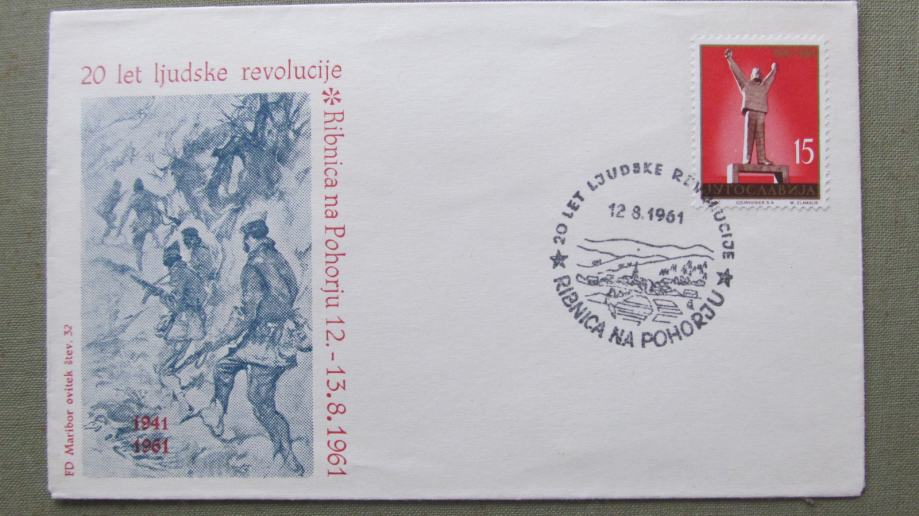 20 let ljudske revolucije
* Ribnica na Pohorju 12.-13.8.1961
1941
1961
FD Maribor ovitek štev. 32
15
ЈУГОСЛАВИЈА
COURVOISIER S.A.
★ 20 LET LJUDSKE REVOLUCIJE ★
12 8.1961
RIBNICA NA POHORJU